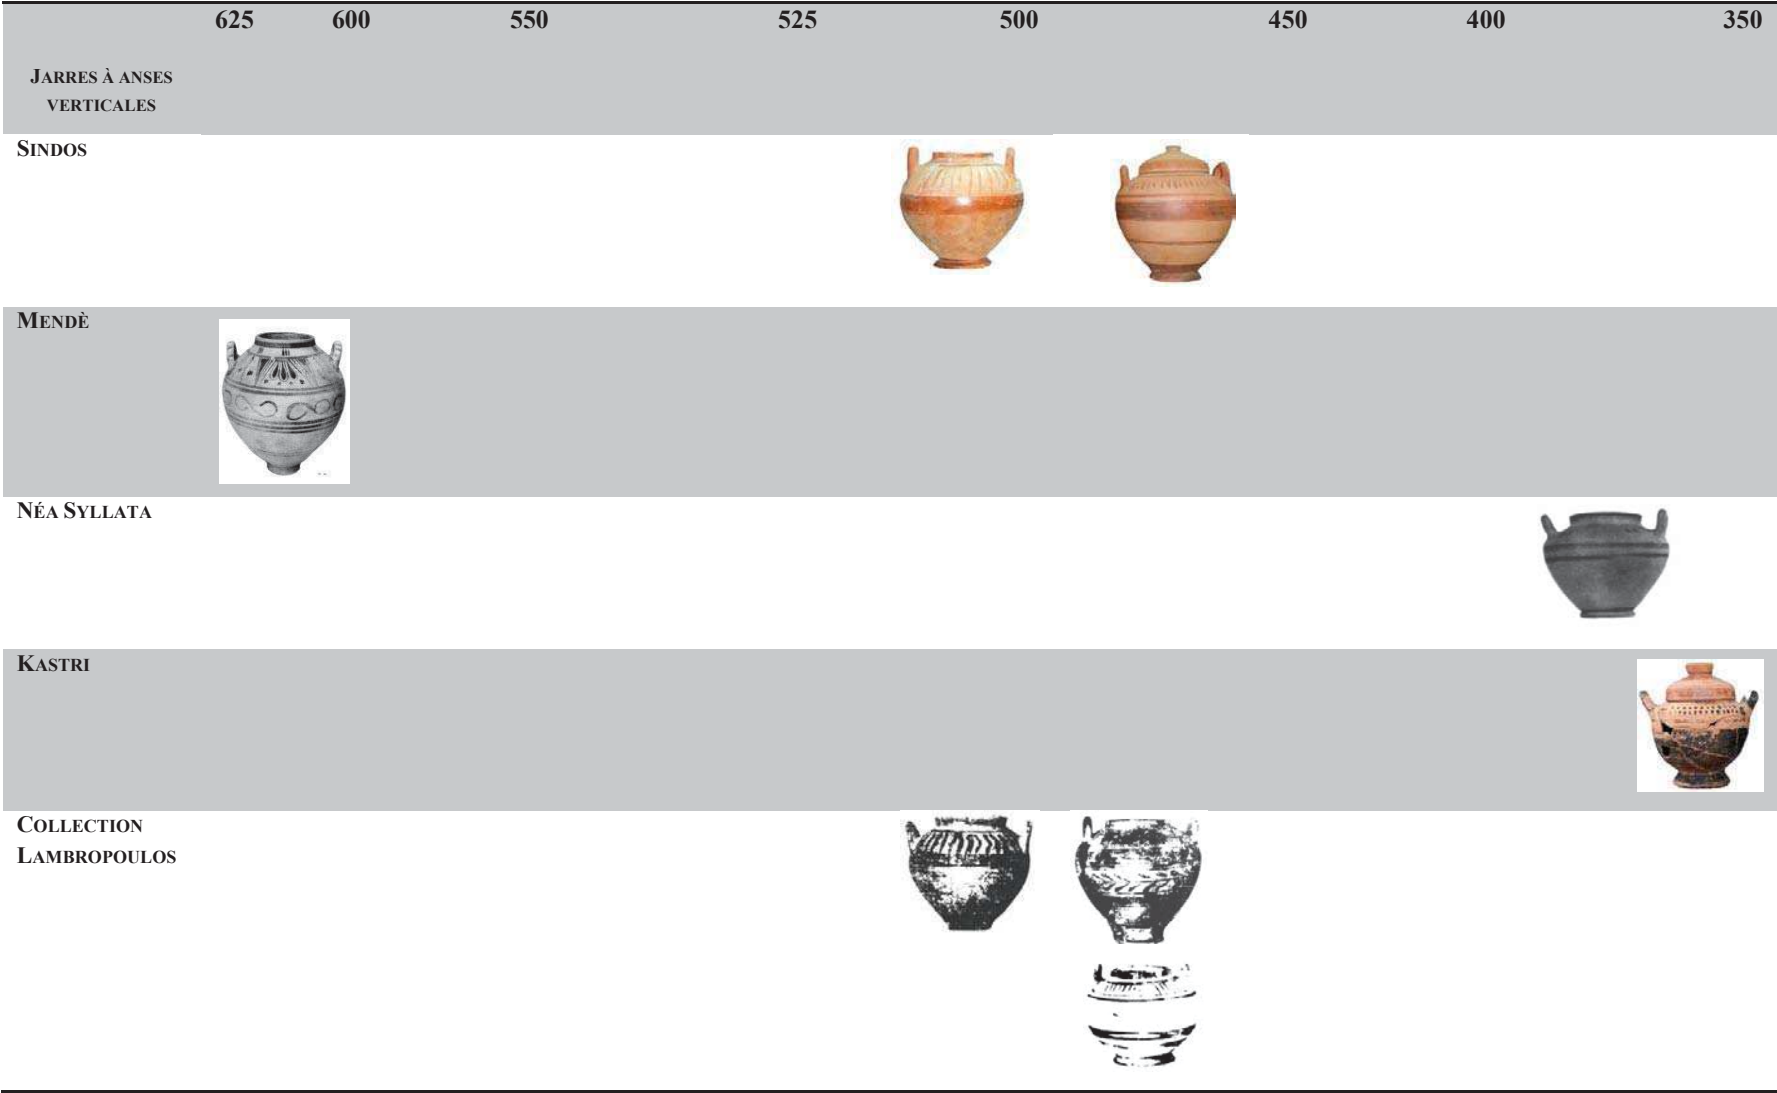 625 600 550 525 500 450 400 350
JARRES À ANSES
VERTICALES
SINDOS
MENDÈ
NÉA SYLLATA
KASTRI
COLLECTION
LAMBROPOULOS